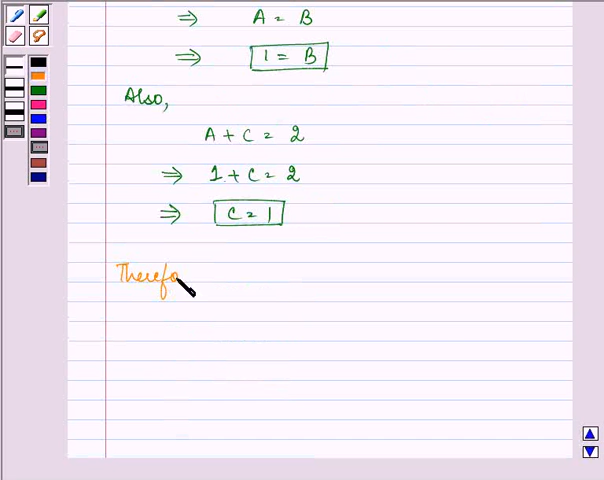 ⇒ A = B
⇒ 1 = B
Also,
A + C = 2
⇒ 1 + C = 2
⇒ C = 1
Therefo